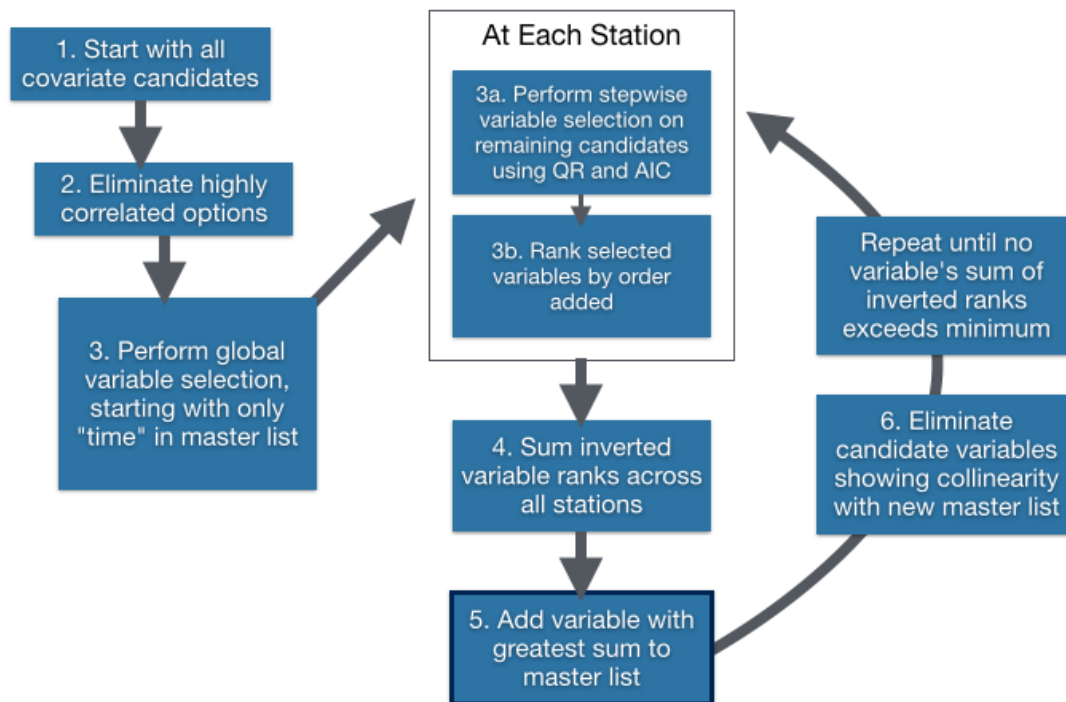 1. Start with all
covariate candidates
2. Eliminate highly
correlated options
3. Perform global
variable selection,
starting with only
"time" in master list
At Each Station
3a. Perform stepwise
variable selection on
remaining candidates
using QR and AIC
3b. Rank selected
variables by order
added
4. Sum inverted
variable ranks across
all stations
5. Add variable with
greatest sum to
master list
6. Eliminate
candidate variables
showing collinearity
with new master list
Repeat until no
variable's sum of
inverted ranks
exceeds minimum